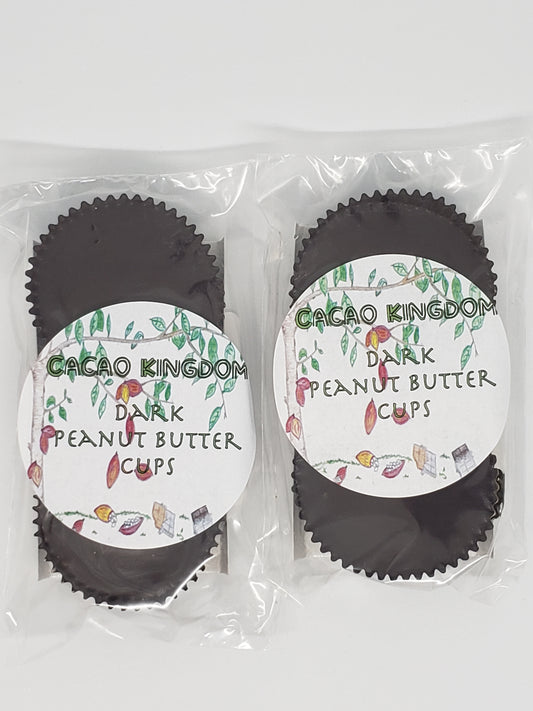 CACAO KINGDOM
DARK
PEANUT BUTTER
CUPS
CACAO KINGDOM
DARK
PEANUT BUTTER
CUPS